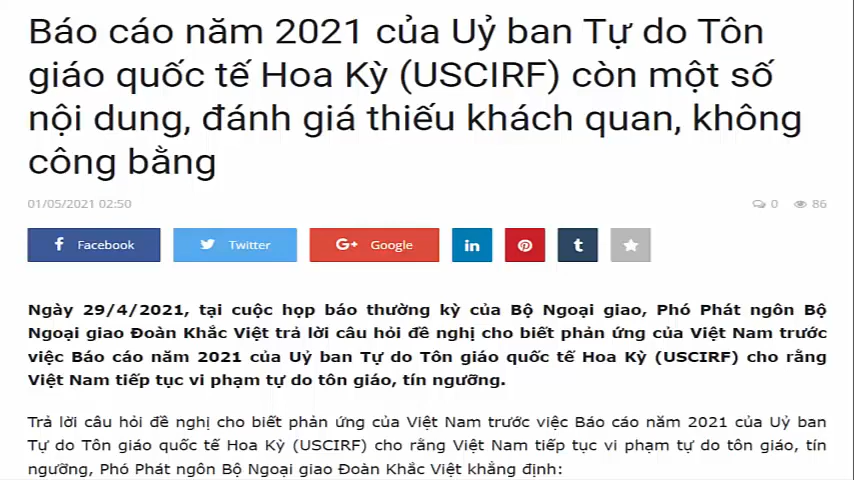 Báo cáo năm 2021 của Uỷ ban Tự do Tôn
giáo quốc tế Hoa Kỳ (USCIRF) còn một số
nội dung, đánh giá thiếu khách quan, không
công bằng
01/05/2021 02:50 0 86
Facebook Twitter G+ Google in t
Ngày 29/4/2021, tại cuộc họp báo thường kỳ của Bộ Ngoại giao, Phó Phát ngôn Bộ
Ngoại giao Đoàn Khắc Việt trả lời câu hỏi đề nghị cho biết phản ứng của Việt Nam trước
việc Báo cáo năm 2021 của Uỷ ban Tự do Tôn giáo quốc tế Hoa Kỳ (USCIRF) cho rằng
Việt Nam tiếp tục vi phạm tự do tôn giáo, tín ngưỡng.
Trả lời câu hỏi đề nghị cho biết phản ứng của Việt Nam trước việc Báo cáo năm 2021 của Uỷ ban
Tự do Tôn giáo quốc tế Hoa Kỳ (USCIRF) cho rằng Việt Nam tiếp tục vi phạm tự do tôn giáo, tín
ngưỡng, Phó Phát ngôn Bộ Ngoại giao Đoàn Khắc Việt khẳng định: